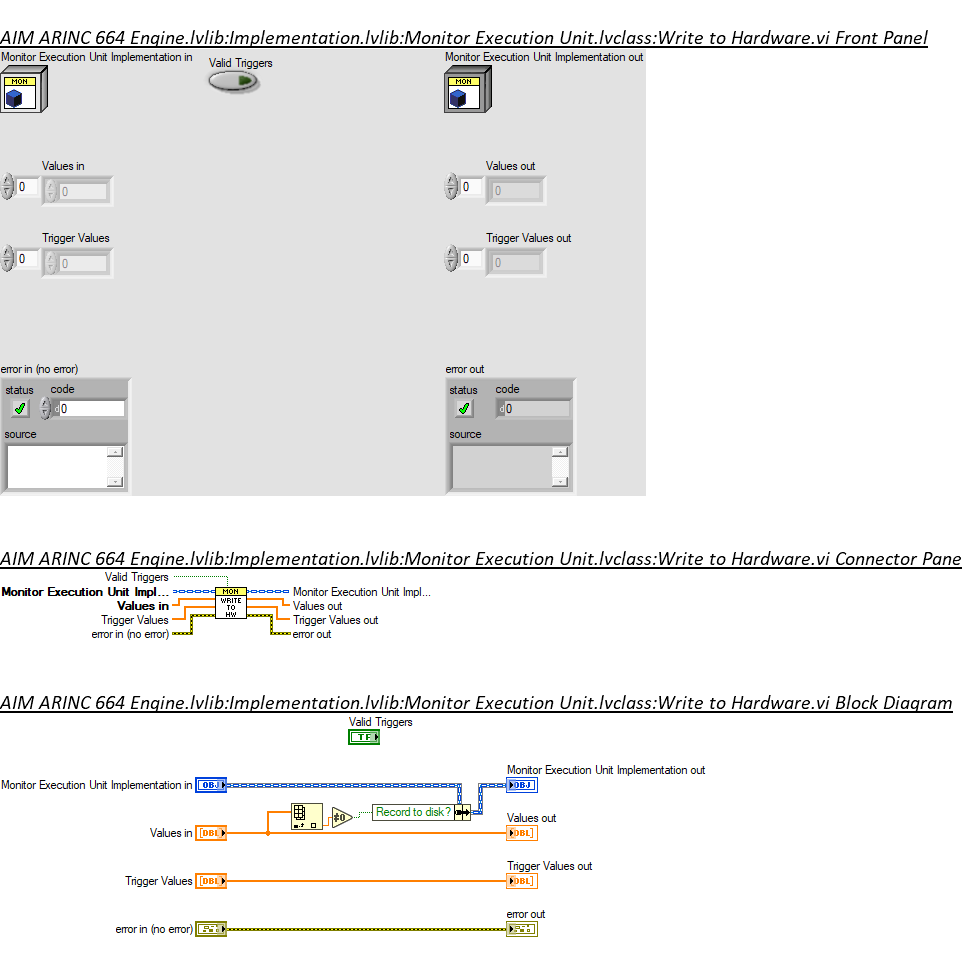 AIM ARINC 664 Engine.lvlib:Implementation.lvlib:Monitor Execution Unit.lvclass:Write to Hardware.vi Front Panel
Monitor Execution Unit Implementation in
Valid Triggers
Monitor Execution Unit Implementation out
MON
MON
Values in
Values out
0
0
0
0
Trigger Values
Trigger Values out
0
0
0
0
error in (no error)
error out
status code
status code
d0
d0
source
source
AIM ARINC 664 Engine.lvlib:Implementation.lvlib:Monitor Execution Unit.lvclass:Write to Hardware.vi Connector Pane
Valid Triggers
Monitor Execution Unit Impl...
MON
Monitor Execution Unit Impl...
Values in
WRITE
TO
HW
Values out
Trigger Values
Trigger Values out
error in (no error)
error out
AIM ARINC 664 Engine.lvlib:Implementation.lvlib:Monitor Execution Unit.lvclass:Write to Hardware.vi Block Diagram
Valid Triggers
TF
Monitor Execution Unit Implementation out
Monitor Execution Unit Implementation in
OBJ
OBJ
≠0
Record to disk?
Values out
Values in
[DBL]
[DBL]
Trigger Values out
Trigger Values
[DBL]
[DBL]
error out
error in (no error)